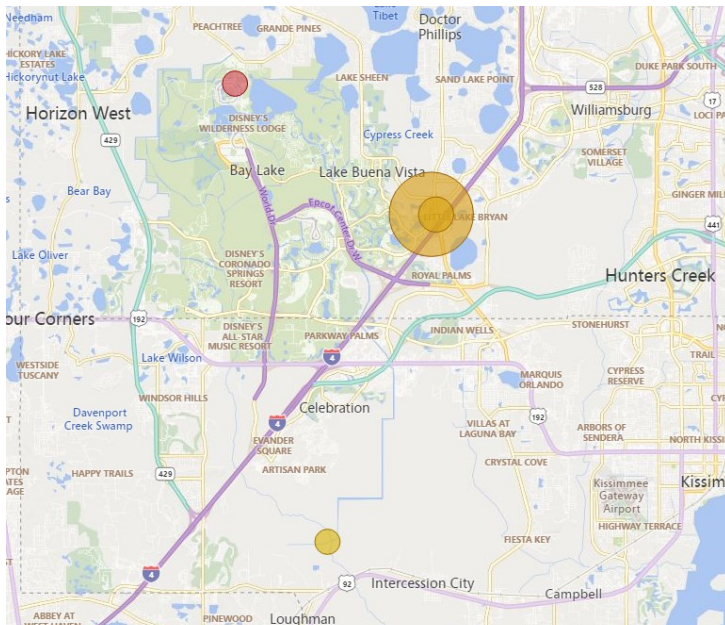 Needham
Lake
Tibet
Doctor
Phillips
PEACHTREE
GRANDE PINES
HICKORY LAKE
ESTATES
Hickorynut Lake
LAKE SHEEN
SAND LAKE POINT
DUKE PARK SOUTH
528
17
Horizon West
DISNEY'S
WILDERNESS LODGE
Williamsburg
LOCI PA
429
Cypress Creek
SOMERSET
VILLAGE
Bay Lake
Lake Buena Vista
Bear Bay
World Dr
Epcot Center Dr W
LITTLE LAKE BRYAN
GINGER MIL
441
Lake Oliver
DISNEY'S
CORONADO
SPRINGS
RESORT
ROYAL PALMS
Hunters Creek
our Corners
192
DISNEY'S
ALL-STAR
MUSIC RESORT
PARKWAY PALMS
INDIAN WELLS
STONEHURST
4
Lake Wilson
TRAIL
WESTSIDE
TUSCANY
MARQUIS
ORLANDO
CYPRESS
RESERVE
WINDSOR HILLS
Celebration
Davenport
Creek Swamp
4
192
VILLAS AT
LAGUNA BAY
ARBORS OF
SENDERA
EVANDER
SQUARE
NORTH KISSI
CRYSTAL COVE
ARTISAN PARK
HAPPY TRAILS
429
Kissimmee
Gateway
Airport
Kissim
HIGHWAY TERRACE
FIESTA KEY
4
92
Intercession City
Campbell
ABBEY AT
PINEWOOD
Loughman